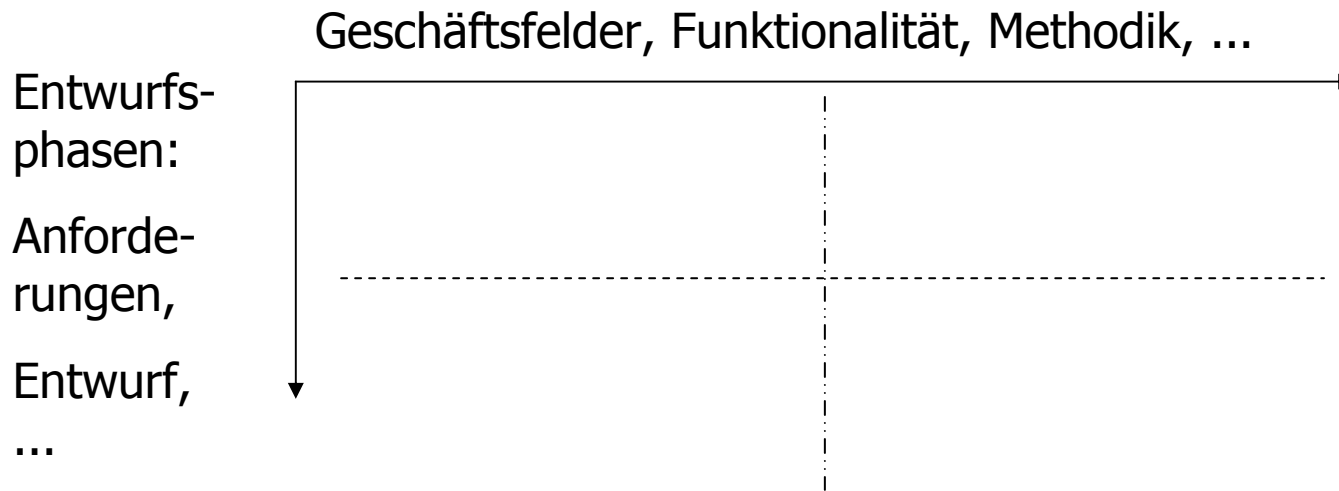 Geschäftsfelder, Funktionalität, Methodik, ...
Entwurfs-
phasen:
Anforde-
rungen,
Entwurf,
...